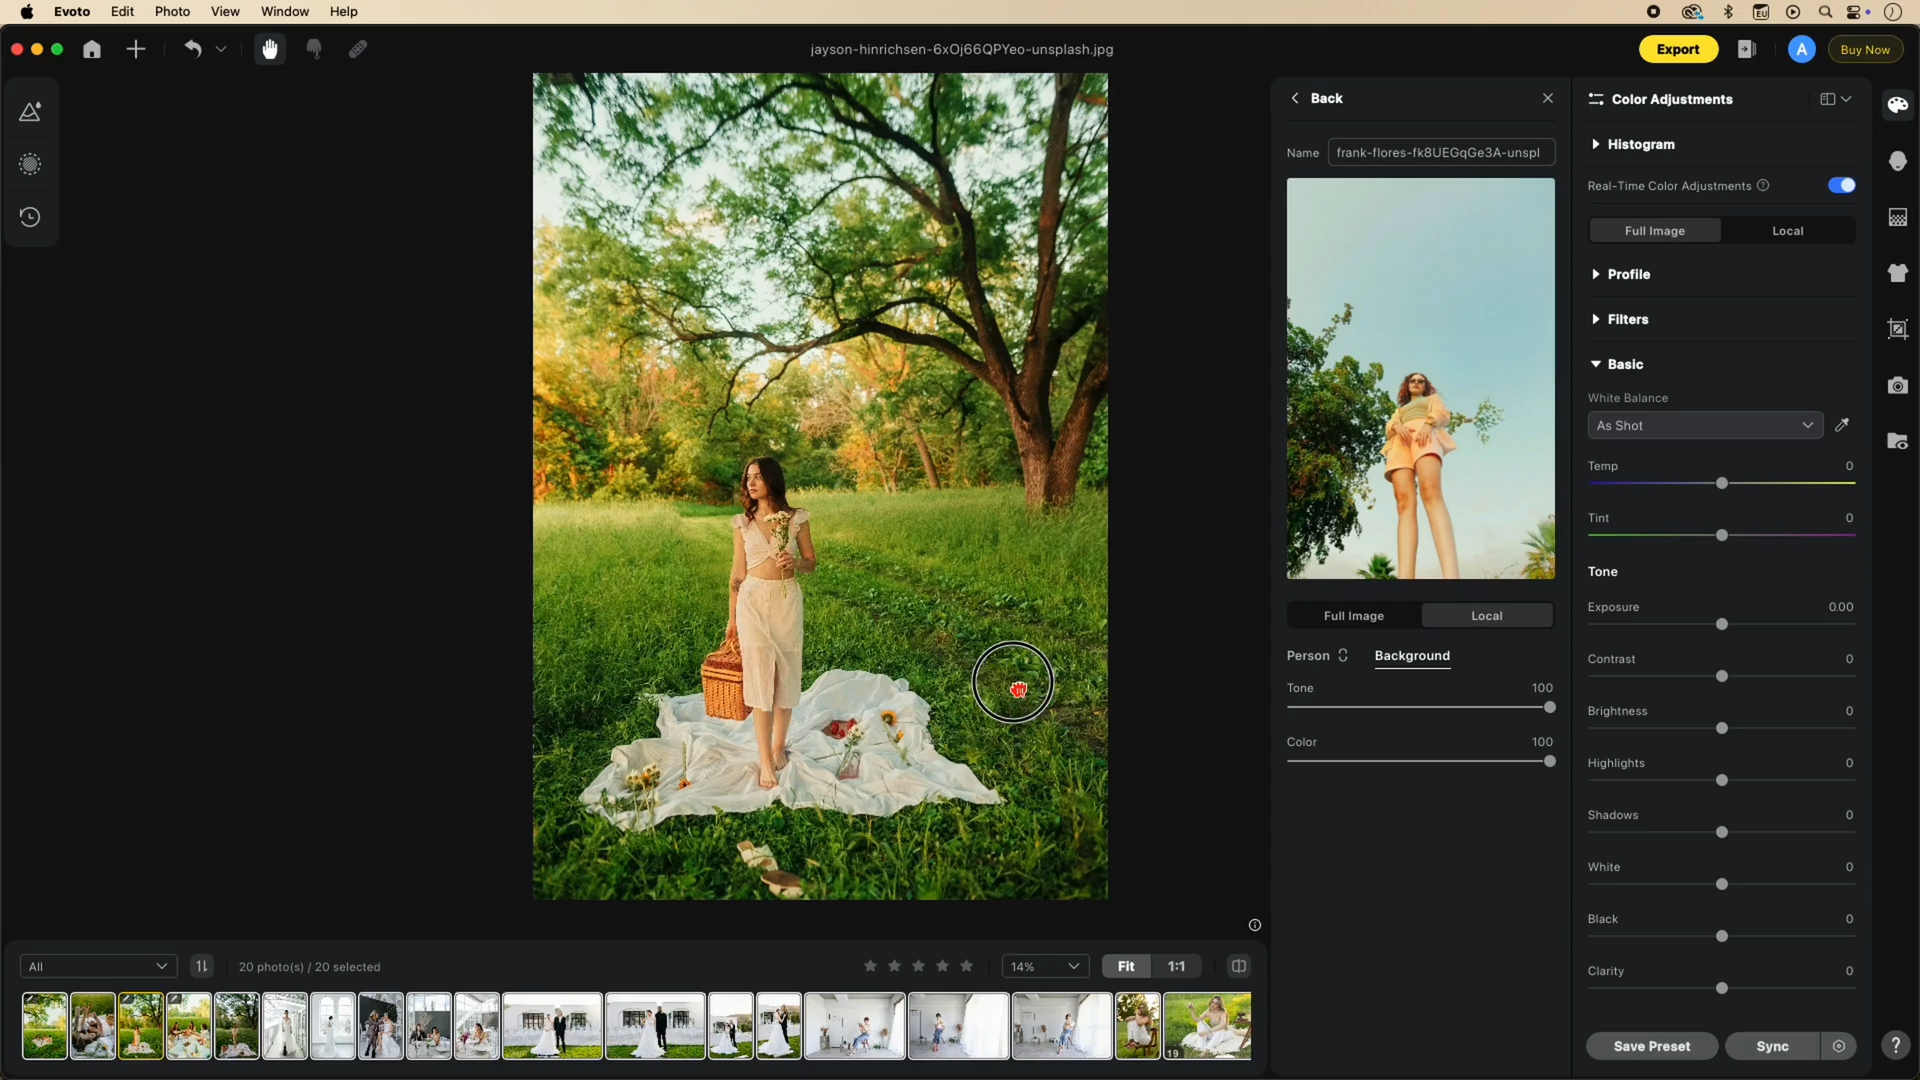 Evoto Edit Photo View Window Help EU
jayson-hinrichsen-6xOj66QPYeo-unsplash.jpg
Export A Buy Now
Back
Name frank-flores-fk8UEGqGe3A-unspl
Full Image Local
Person Background
Tone 100
Color 100
Color Adjustments
Histogram
Real-Time Color Adjustments ?
Full Image Local
Profile
Filters
Basic
White Balance
As Shot
Temp 0
Tint 0
Tone
Exposure 0.00
Contrast 0
Brightness 0
Highlights 0
Shadows 0
White 0
Black 0
Clarity 0
Save Preset Sync ?
All 20 photo(s) / 20 selected 14% Fit 1:1
19